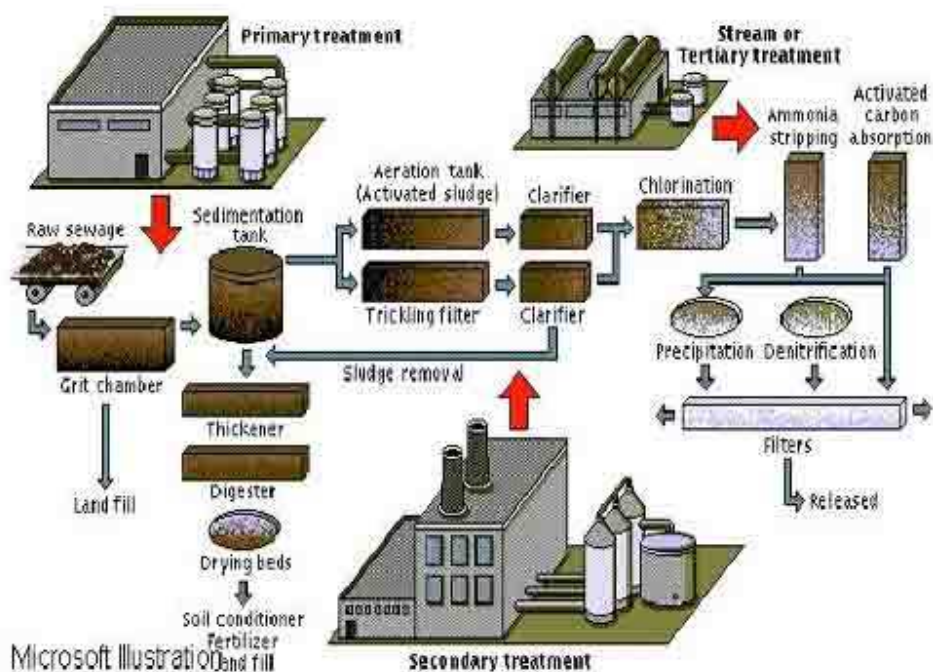 Primary treatment
Stream or
Tertiary treatment
Activated
carbon
absorption
Ammonia
stripping
Aeration tank
(Activated sludge)
Clarifier
Chlorination
Sedimentation
tank
Raw sewage
Trickling filter
Clarifier
Precipitation
Denitrification
Sludge removal
Grit chamber
Thickener
Filters
Land fill
Digester
Released
Drying beds
Soil conditioner
Fertilizer
Land fill
Microsoft Illustration
Secondary treatment